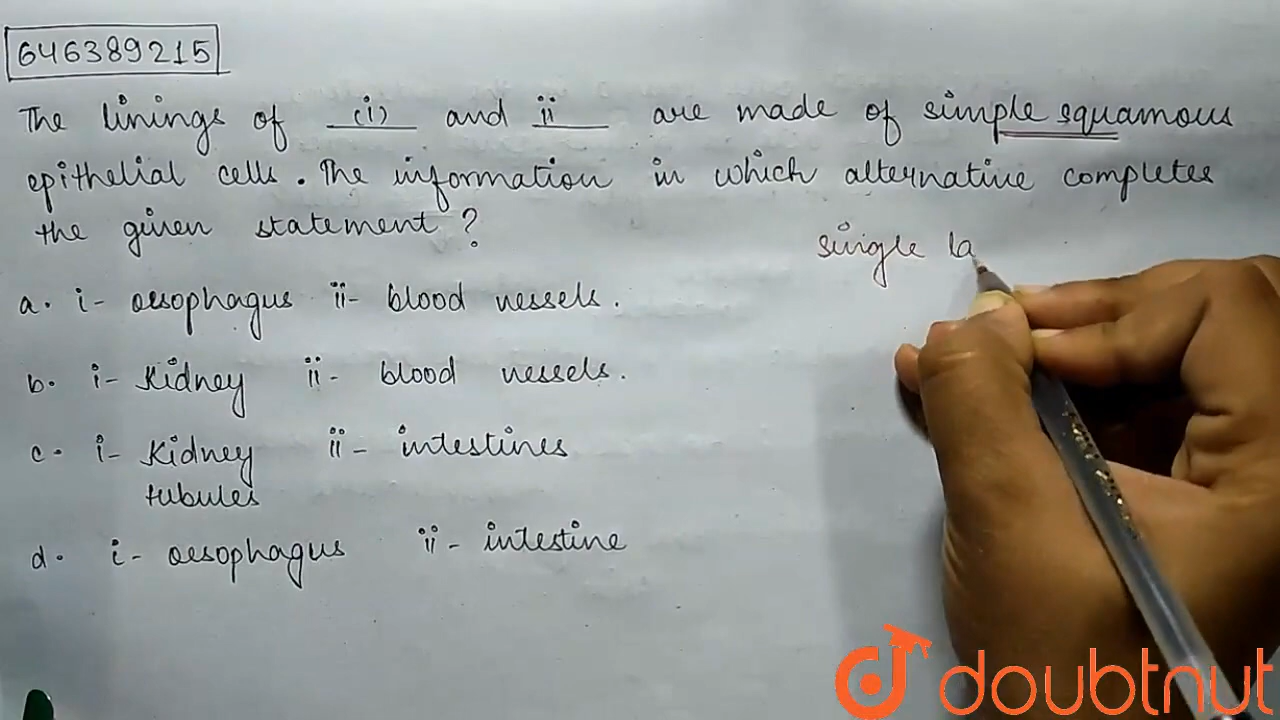 646389215
The linings of (i) and ii are made of simple squamous
epithelial cells. The information in which alternative completes
the given statement ?
single la
a. i- oesophagus ii- blood vessels.
b. i- Kidney ii- blood vessels.
c. i- Kidney ii- intestines
tubules
d. i- oesophagus ii- intestine
doubtnut